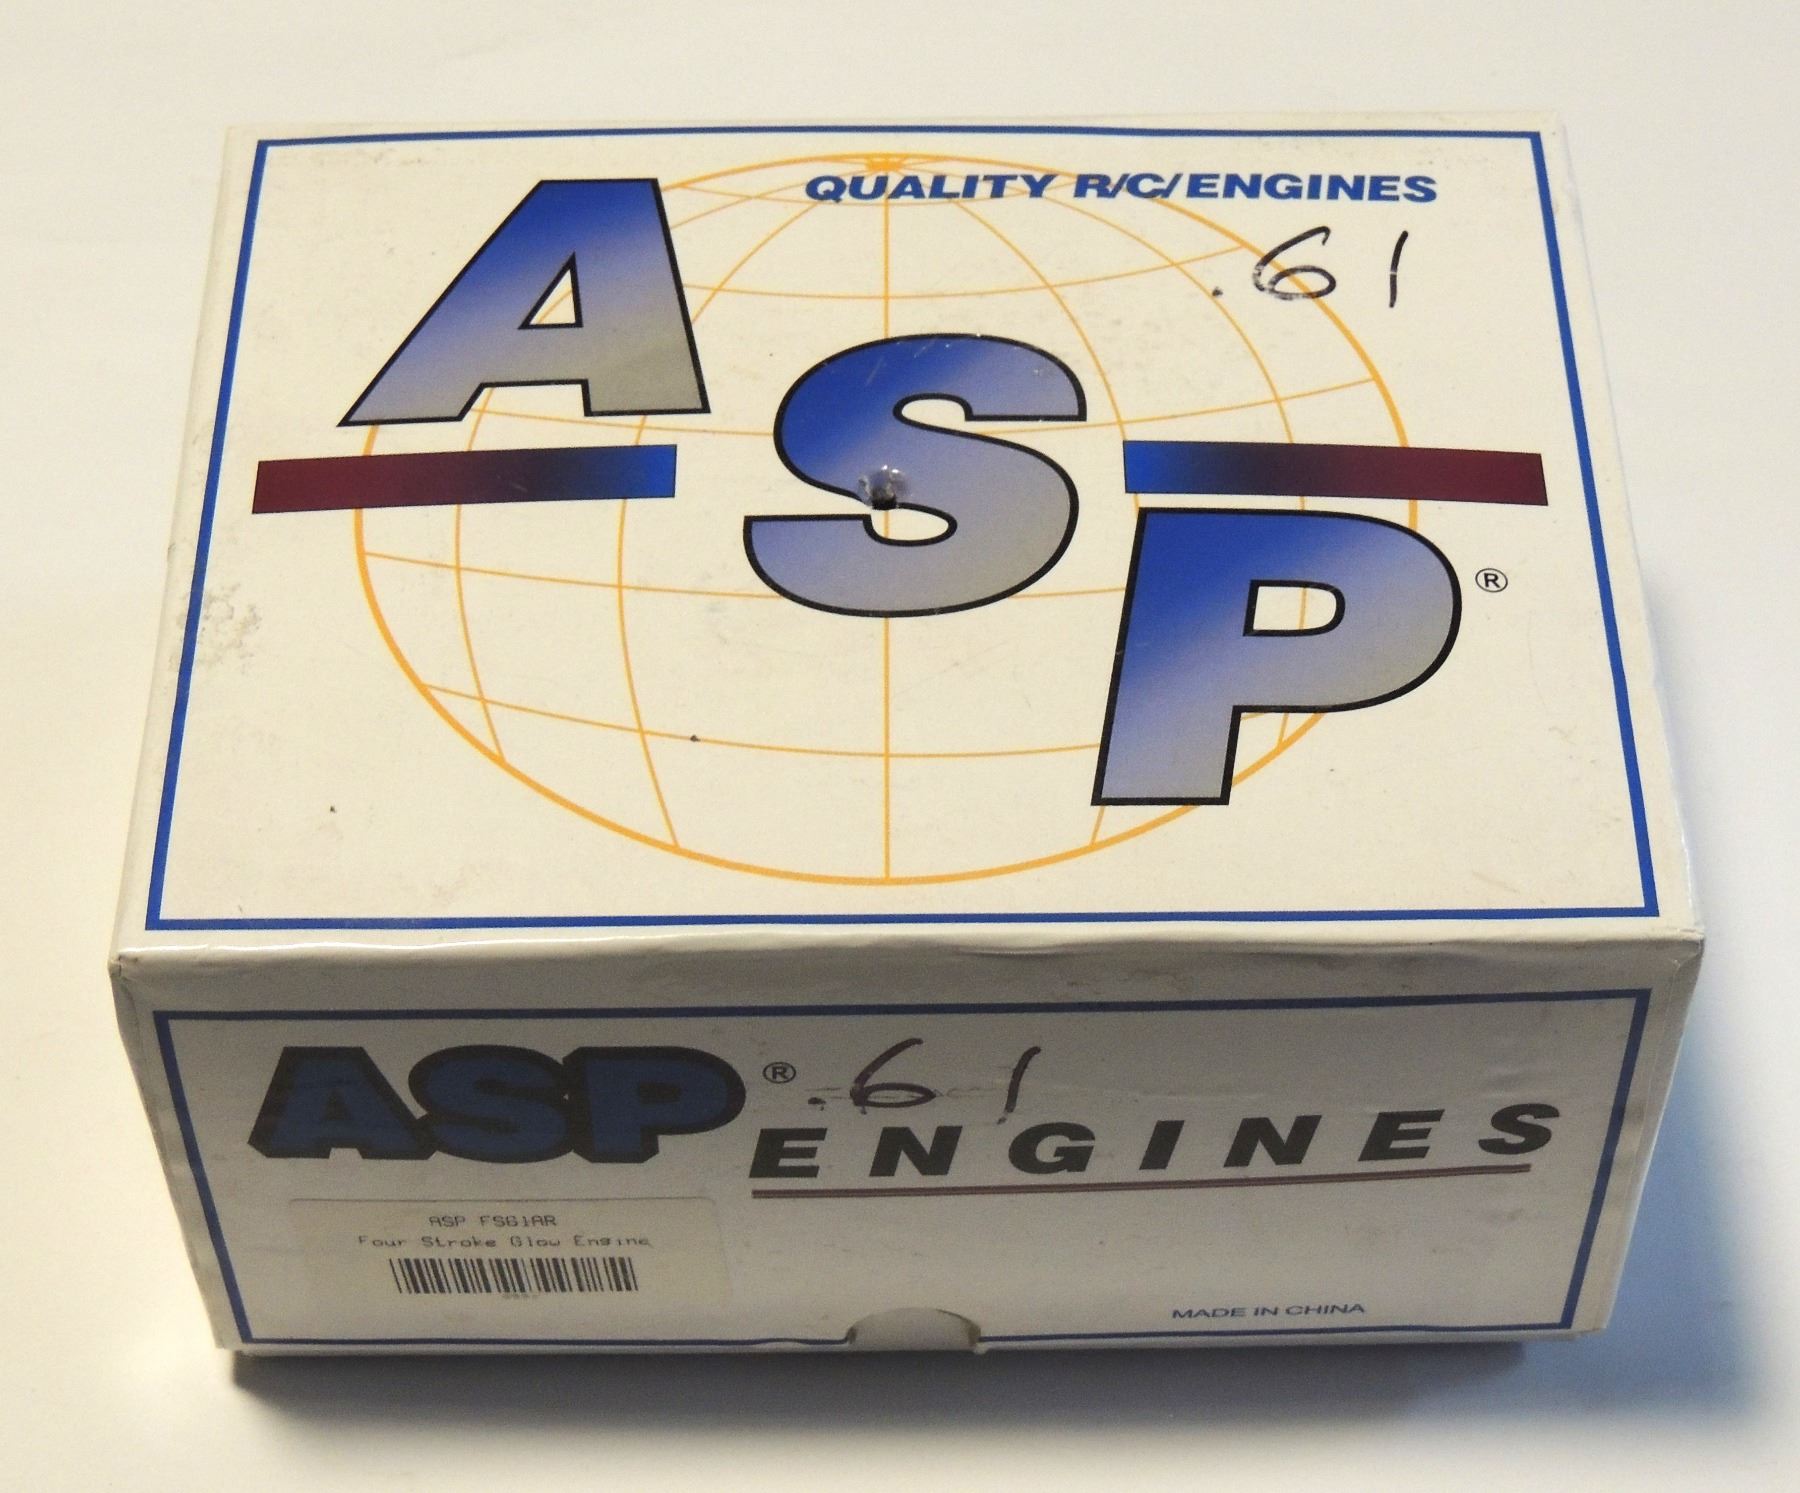 QUALITY R/C/ENGINES
.61
ASP®
ASP® .61
ENGINES
ASP FS61AR
Four Stroke Glow Engine
MADE IN CHINA